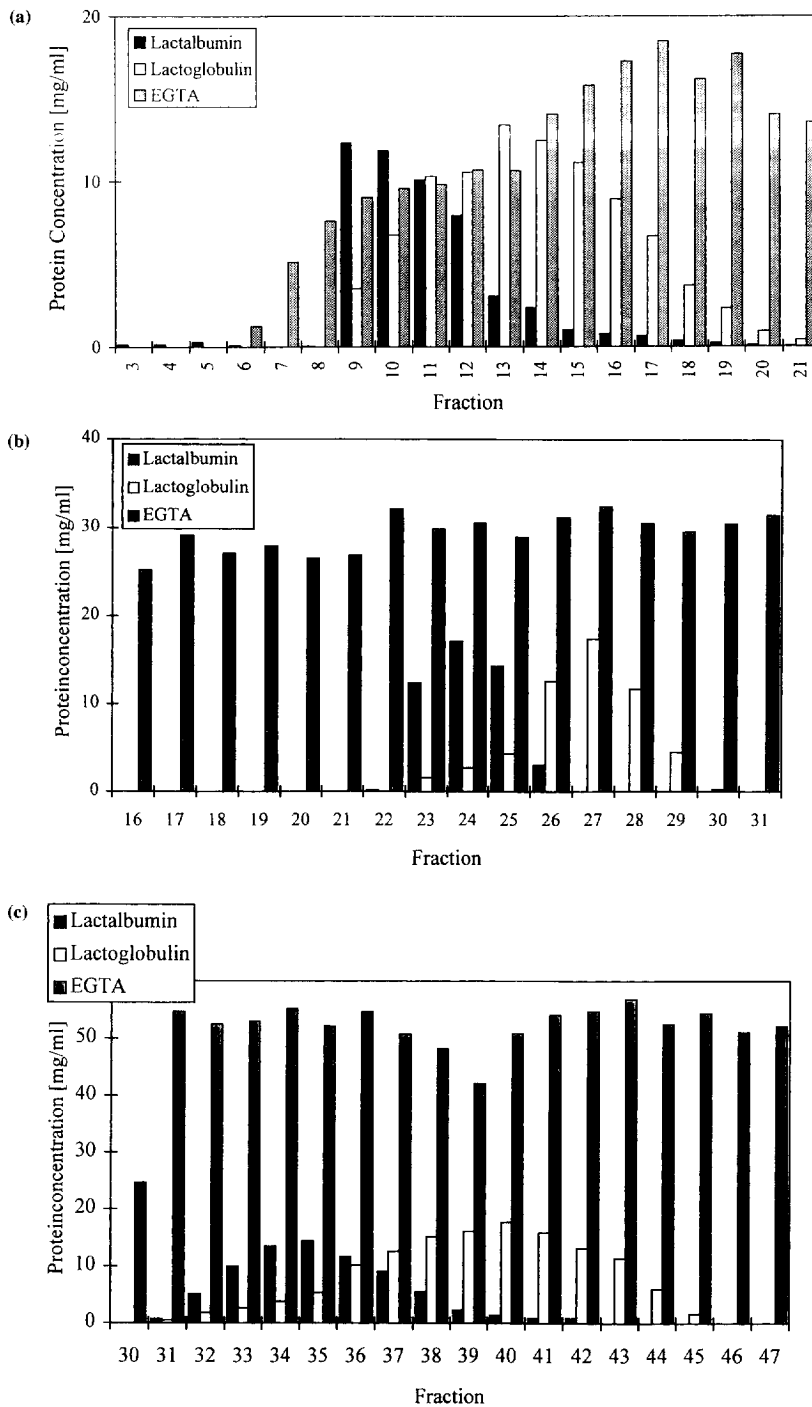 (a)
20
10
0
Protein Concentration [mg/ml]
Lactalbumin
Lactoglobulin
EGTA
3 4 5 6 7 8 9 10 11 12 13 14 15 16 17 18 19 20 21
Fraction
(b)
40
30
20
10
0
Proteinconcentration [mg/ml]
Lactalbumin
Lactoglobulin
EGTA
16 17 18 19 20 21 22 23 24 25 26 27 28 29 30 31
Fraction
(c)
Lactalbumin
Lactoglobulin
EGTA
50
40
30
20
10
0
Proteinconcentration [mg/ml]
30 31 32 33 34 35 36 37 38 39 40 41 42 43 44 45 46 47
Fraction